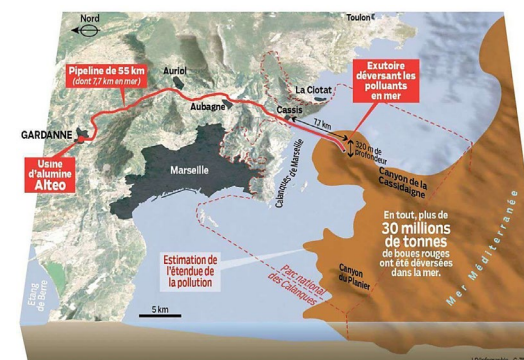 Nord
Toulon
Pipeline de 55 km
(dont 7,7 km en mer)
Auriol
Exutoire
déversant les
polluants
en mer
La Ciotat
Aubagne
Cassis
7,7 km
GARDANNE
320 m de
profondeur
Usine
d'alumine
Alteo
Marseille
Calanques de Marseille
Canyon de la
Cassidaigne
En tout, plus de
30 millions
de tonnes
de boues rouges
ont été déversées
dans la mer.
Mer Méditerranée
Estimation de
l'étendue de
la pollution
Parc national
des Calanques
Canyon
du Planier
Etang
de Berre
5 km